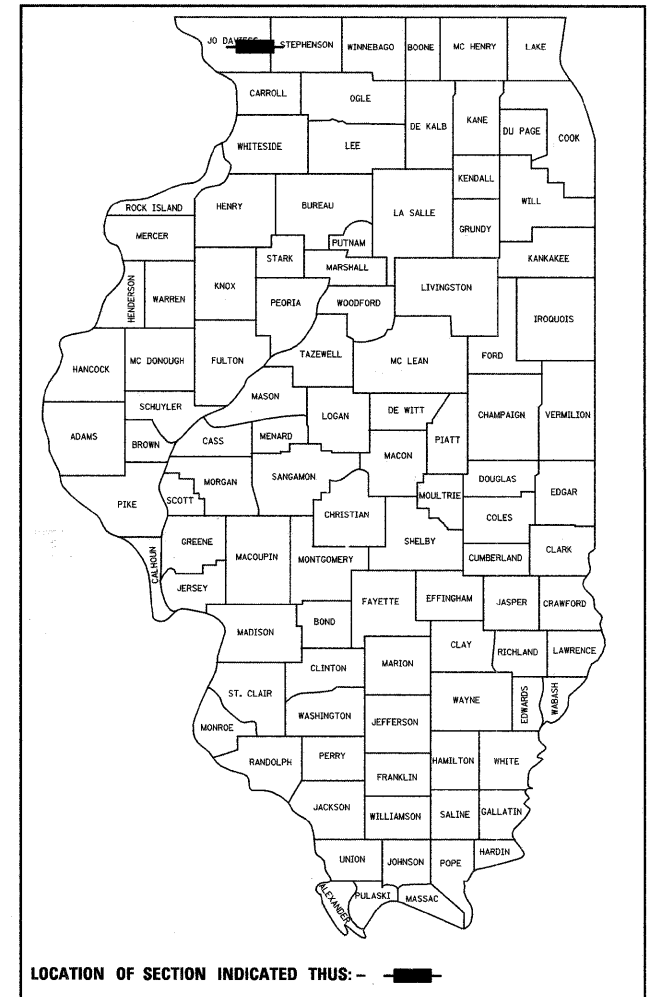 JO DAVIESS STEPHENSON WINNEBAGO BOONE MC HENRY LAKE
CARROLL OGLE DE KALB KANE DU PAGE COOK
WHITESIDE LEE
KENDALL
ROCK ISLAND HENRY BUREAU LA SALLE WILL
MERCER PUTNAM GRUNDY
STARK MARSHALL KANKAKEE
HENDERSON WARREN KNOX PEORIA WOODFORD LIVINGSTON IROQUOIS
HANCOCK MC DONOUGH FULTON TAZEWELL MC LEAN FORD
MASON
SCHUYLER LOGAN DE WITT CHAMPAIGN VERMILION
ADAMS BROWN CASS MENARD PIATT
MACON
SCOTT MORGAN SANGAMON MOULTRIE DOUGLAS EDGAR
PIKE CHRISTIAN COLES
CALHOUN GREENE MACOUPIN MONTGOMERY SHELBY CUMBERLAND CLARK
JERSEY FAYETTE EFFINGHAM JASPER CRAWFORD
MADISON BOND
CLAY RICHLAND LAWRENCE
CLINTON MARION
ST. CLAIR WAYNE EDWARDS WABASH
MONROE WASHINGTON JEFFERSON
RANDOLPH PERRY HAMILTON WHITE
FRANKLIN
JACKSON WILLIAMSON SALINE GALLATIN
UNION JOHNSON POPE HARDIN
ALEXANDER PULASKI MASSAC
LOCATION OF SECTION INDICATED THUS: -